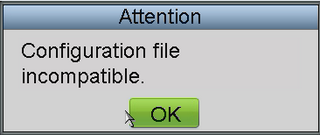 Attention
Configuration file
incompatible.
OK